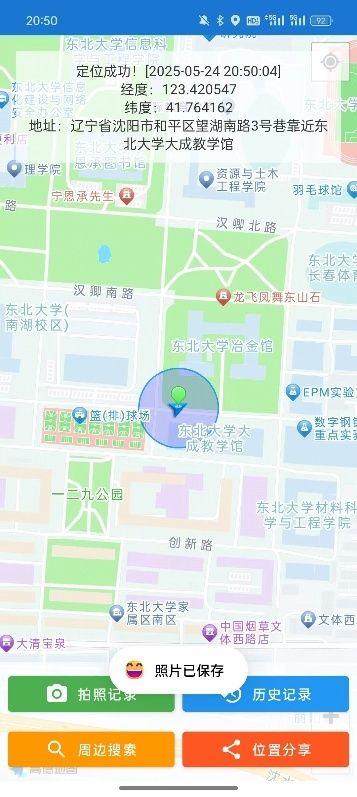 20:50
HD
5G
5G
92
定位成功！[2025-05-24 20:50:04]
经度：123.420547
纬度：41.764162
地址：辽宁省沈阳市和平区望湖南路3号巷靠近东
北大学大成教学馆
东北大学信息科
学与工程学院
理学院
宁恩承先生
资源与土木
工程学院
羽毛球馆
路
汉卿北路
东北大学
长春体育
汉卿南路
龙飞凤舞东山石
东北大学(
南湖校区)
东北大学冶金馆
EPM实验
篮(排)球场
数字钢铁
重点实
东北大学大
成教学馆
一二九公园
东北大学材料科
学与工程学院
创新路
东北大学家
属区南区
中国烟草文
体西路店
文体西
大清宝泉
照片已保存
拍照记录
历史记录
周边搜索
位置分享
高德地图